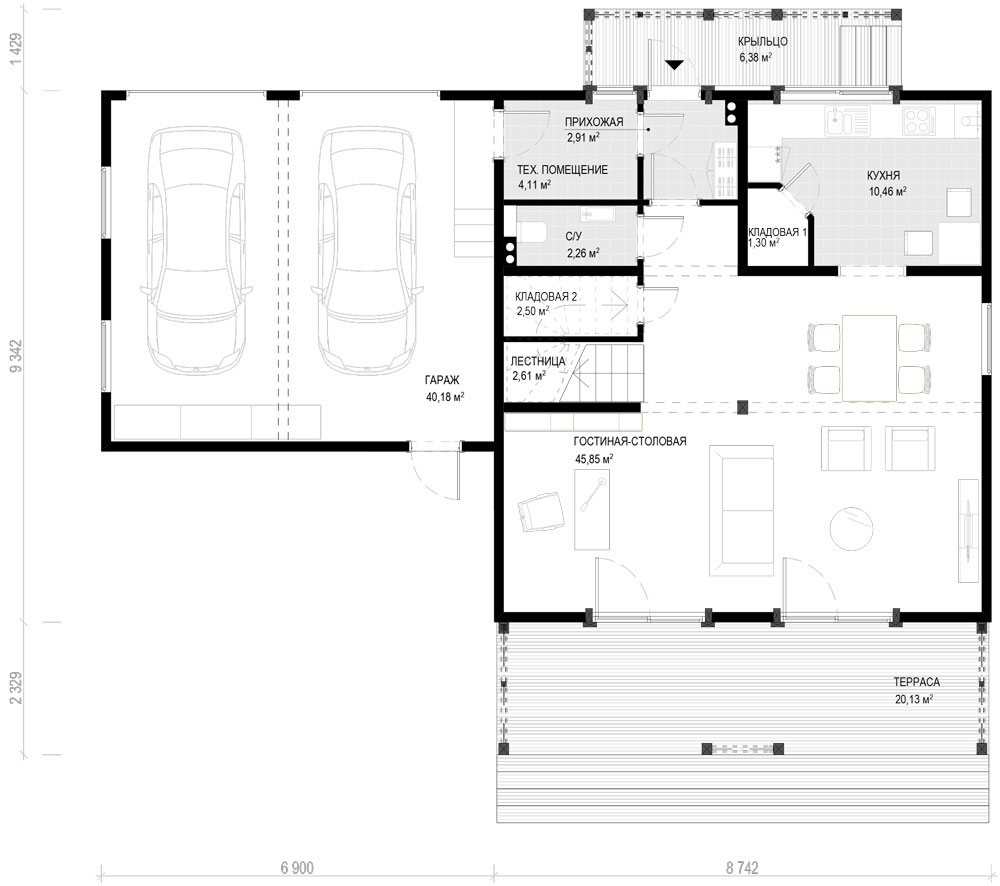 1 429
КРЫЛЬЦО
6,38 м²
ПРИХОЖАЯ
2,91 м²
ТЕХ. ПОМЕЩЕНИЕ
4,11 м²
КУХНЯ
10,46 м²
С/У
2,26 м²
КЛАДОВАЯ 1
1,30 м²
КЛАДОВАЯ 2
2,50 м²
9 342
ЛЕСТНИЦА
2,61 м²
ГАРАЖ
40,18 м²
ГОСТИНАЯ-СТОЛОВАЯ
45,85 м²
2 329
ТЕРРАСА
20,13 м²
6 900
8 742